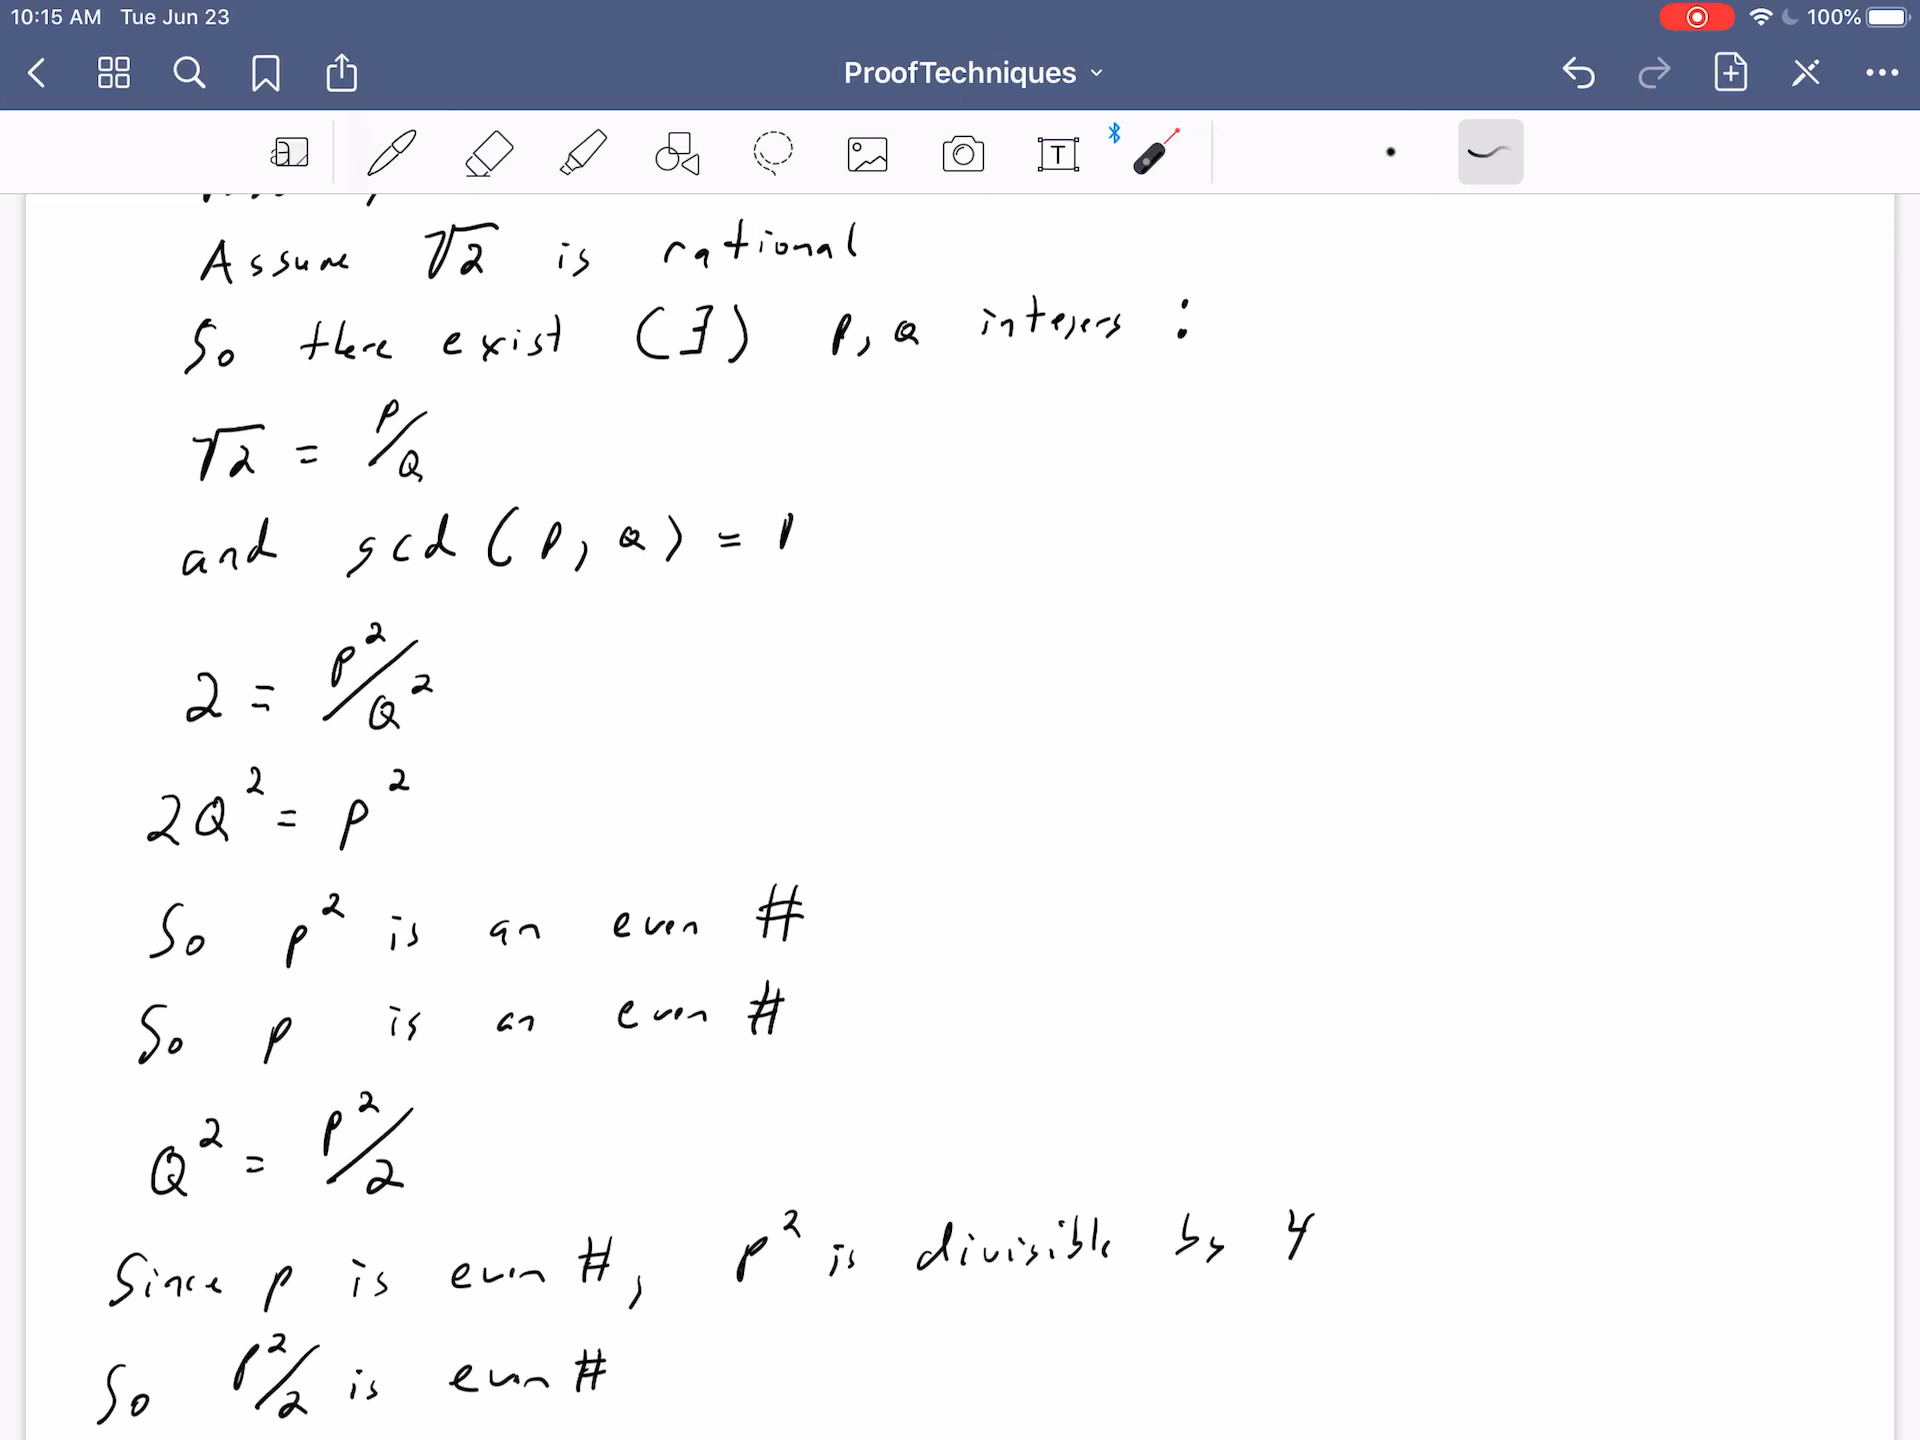 10:15 AM Tue Jun 23
100%
ProofTechniques
Assume √2 is rational
So there exist (∃) P, Q integers :
√2 = P/Q
and gcd (P, Q) = 1
2 = P²/Q²
2Q² = P²
So P² is an even #
So P is an even #
Q² = P²/2
Since P is even #, P² is divisible by 4
So P²/2 is even #